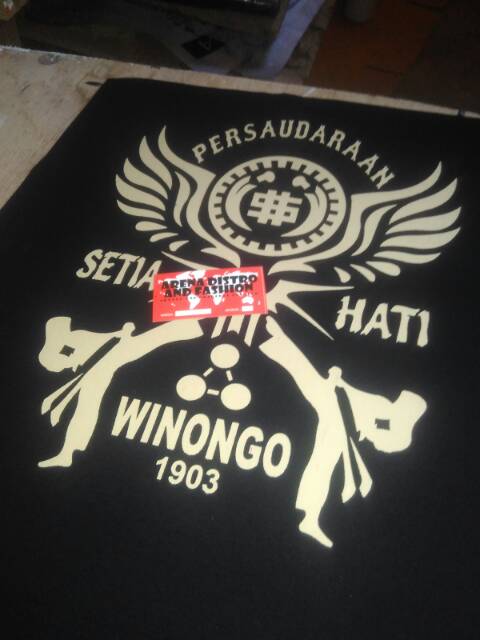 PERSAUDARAAN
SETIA
HATI
ARENA DISTRO
AND FASHION
WINONGO
1903